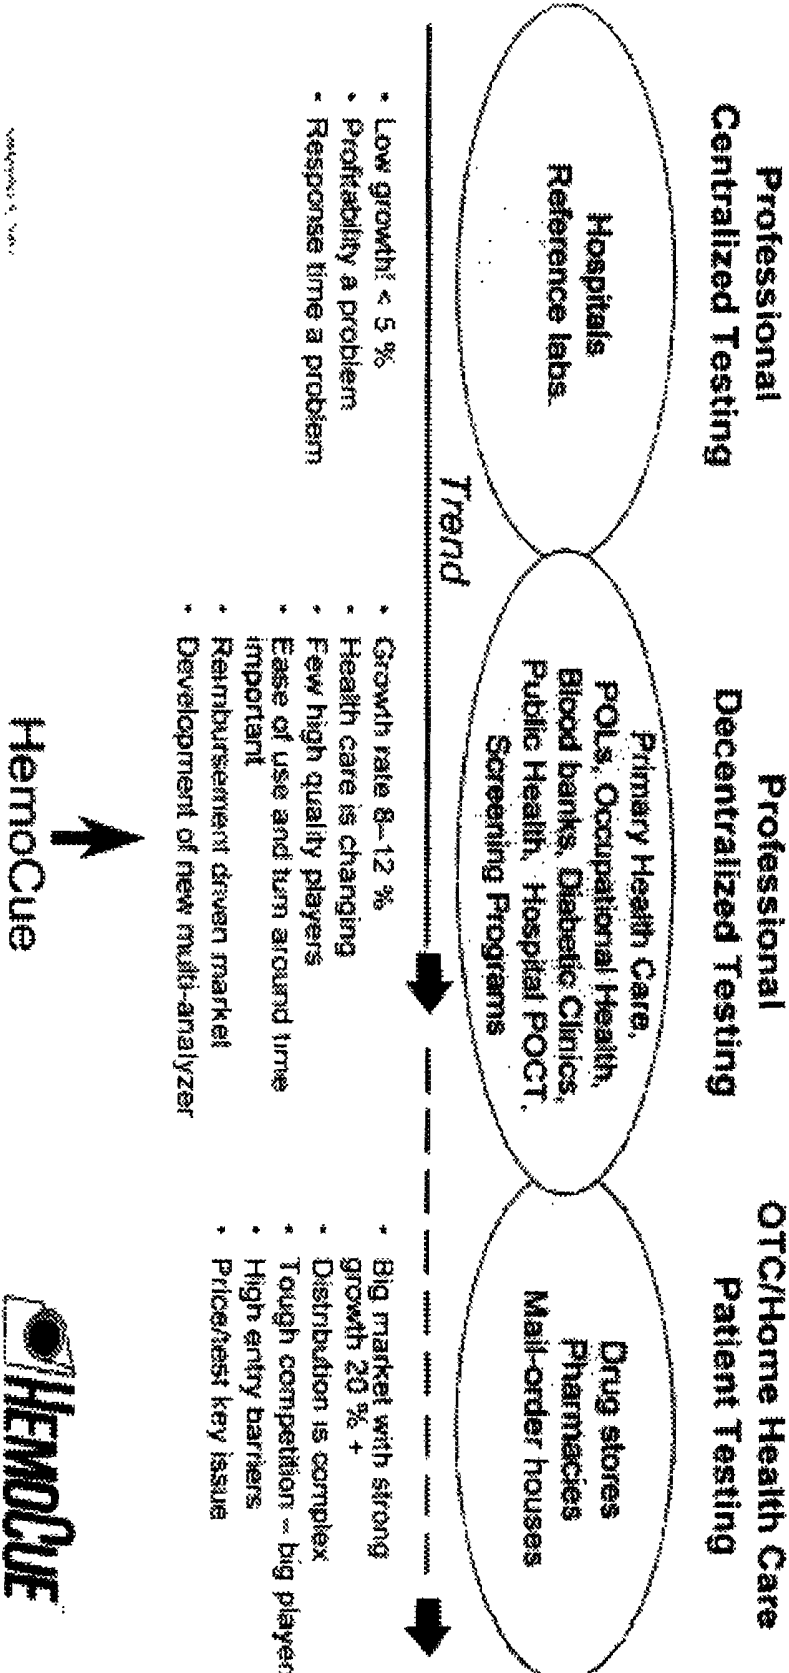 Professional
Centralized Testing
Professional
Decentralized Testing
OTC/Home Health Care
Patient Testing
Hospitals
Reference labs.
Primary Health Care,
POLs, Occupational Health,
Blood banks, Diabetic Clinics,
Public Health, Hospital POCT,
Screening Programs
Drug stores
Pharmacies
Mail-order houses
Trend
• Low growth! < 5 %
• Profitability a problem
• Response time a problem
• Growth rate 8–12 %
• Health care is changing
• Few high quality players
• Ease of use and turn around time
important
• Reimbursement driven market
• Development of new multi-analyzer
• Big market with strong
growth 20 % +
• Distribution is complex
• Tough competition – big player
• High entry barriers
• Price/test key issue
HemoCue
HEMOCUE